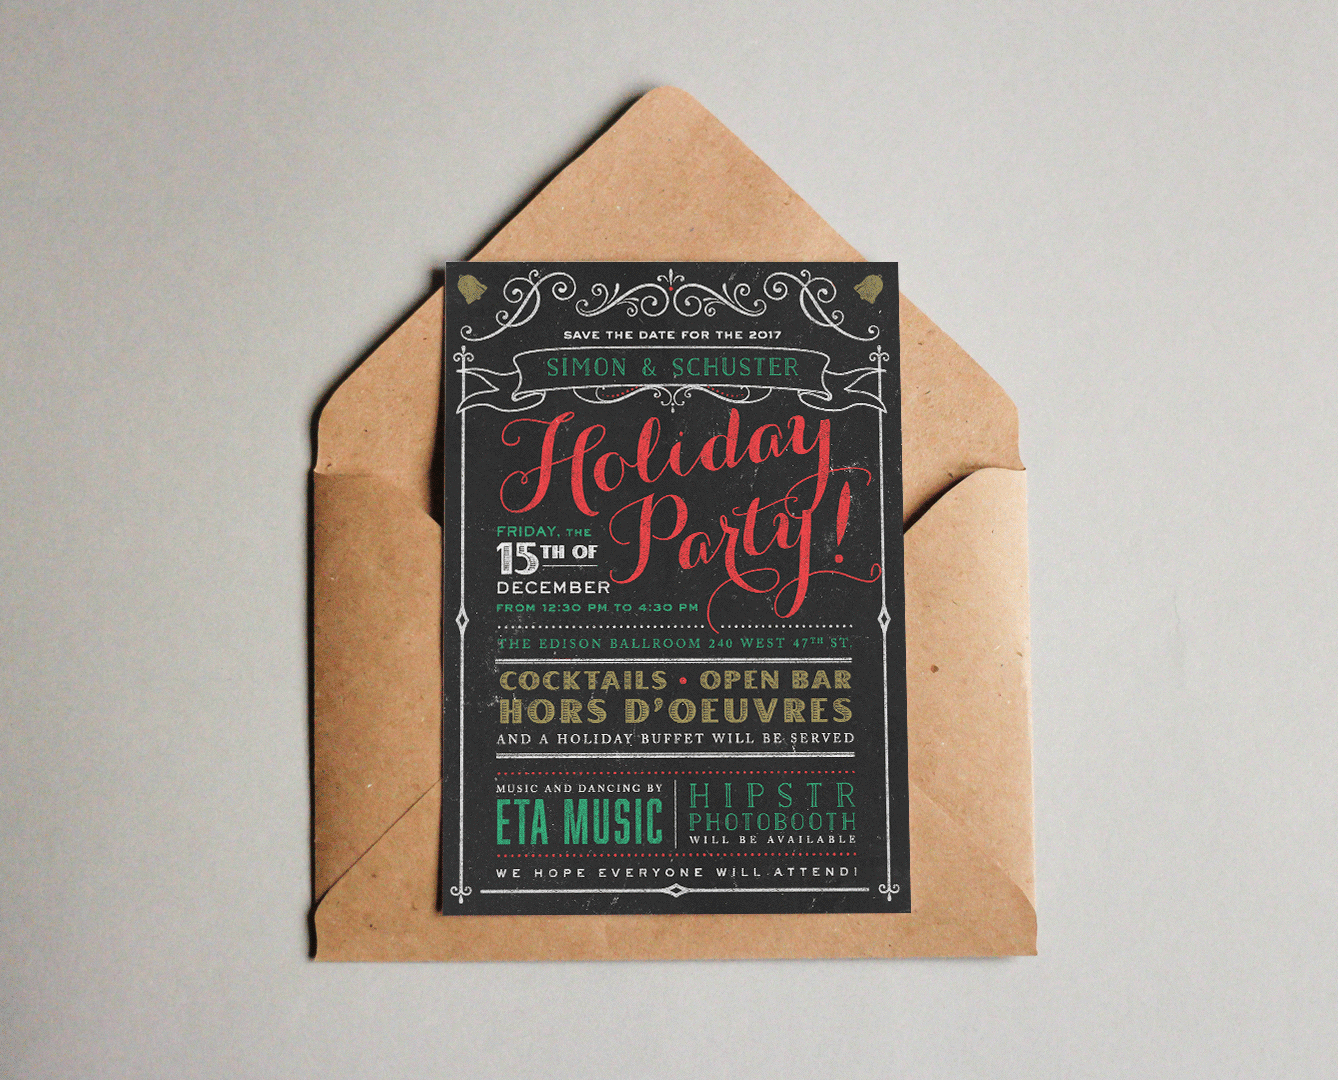 SAVE THE DATE FOR THE 2017
SIMON & SCHUSTER
Holiday
Party!
FRIDAY, THE
15TH OF
DECEMBER
FROM 12:30 PM TO 4:30 PM
THE EDISON BALLROOM 240 WEST 47TH ST.
COCKTAILS • OPEN BAR
HORS D'OEUVRES
AND A HOLIDAY BUFFET WILL BE SERVED
MUSIC AND DANCING BY
ETA MUSIC
HIPSTR
PHOTOBOOTH
WILL BE AVAILABLE
WE HOPE EVERYONE WILL ATTEND!